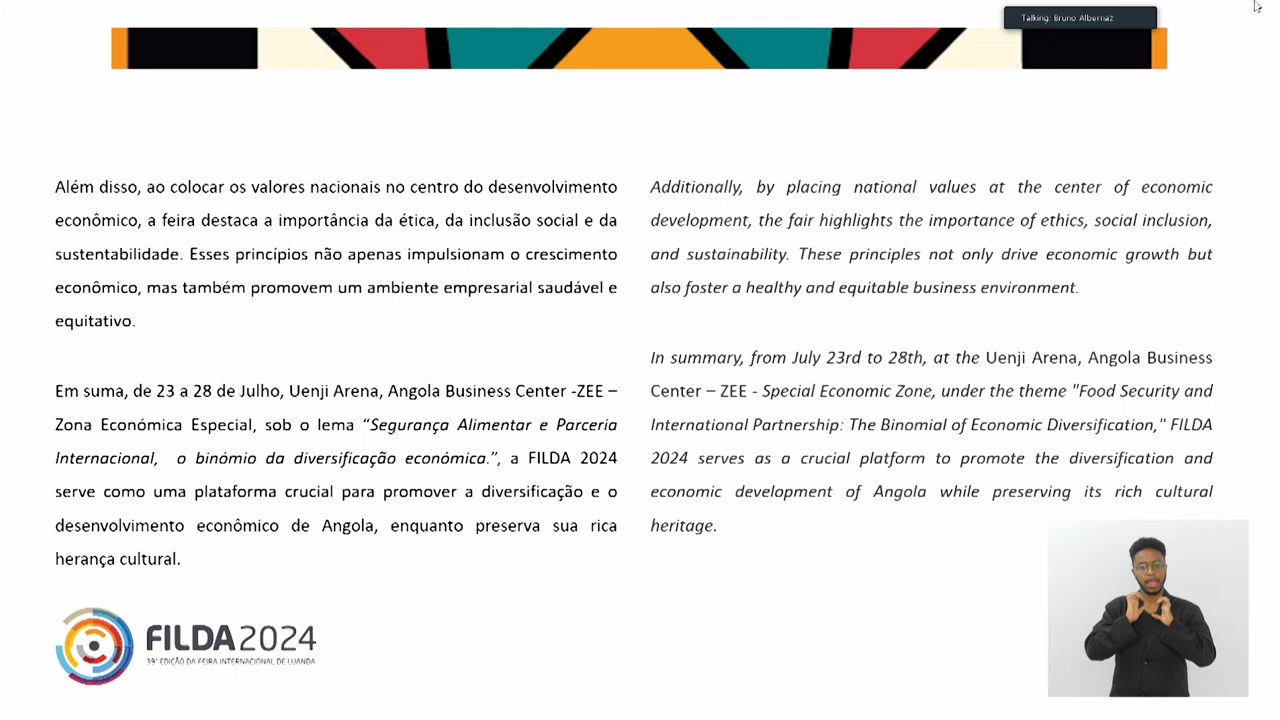 Talking: Bruno Albernaz
Além disso, ao colocar os valores nacionais no centro do desenvolvimento
econômico, a feira destaca a importância da ética, da inclusão social e da
sustentabilidade. Esses princípios não apenas impulsionam o crescimento
econômico, mas também promovem um ambiente empresarial saudável e
equitativo.
Em suma, de 23 a 28 de Julho, Uenji Arena, Angola Business Center -ZEE –
Zona Económica Especial, sob o lema “Segurança Alimentar e Parceria
Internacional, o binómio da diversificação económica.”, a FILDA 2024
serve como uma plataforma crucial para promover a diversificação e o
desenvolvimento econômico de Angola, enquanto preserva sua rica
herança cultural.
Additionally, by placing national values at the center of economic
development, the fair highlights the importance of ethics, social inclusion,
and sustainability. These principles not only drive economic growth but
also foster a healthy and equitable business environment.
In summary, from July 23rd to 28th, at the Uenji Arena, Angola Business
Center – ZEE - Special Economic Zone, under the theme "Food Security and
International Partnership: The Binomial of Economic Diversification," FILDA
2024 serves as a crucial platform to promote the diversification and
economic development of Angola while preserving its rich cultural
heritage.
FILDA2024
39ª EDIÇÃO DA FEIRA INTERNACIONAL DE LUANDA